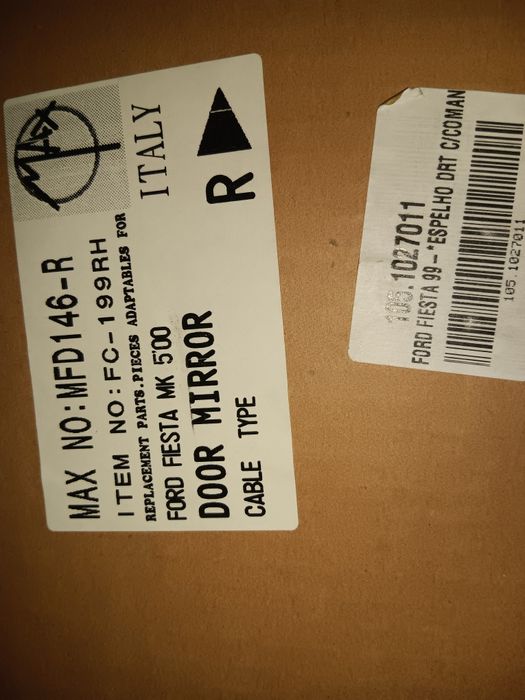 MAX
MAX NO:MFD146-R
ITEM NO:FC-199RH
REPLACEMENT PARTS.PIECES ADAPTABLES FOR
ITALY
FORD FIESTA MK 5'00
DOOR MIRROR
CABLE TYPE
R
105.1027011
FORD FIESTA 99-*ESPELHO DRT C/COMAN
105.1027011